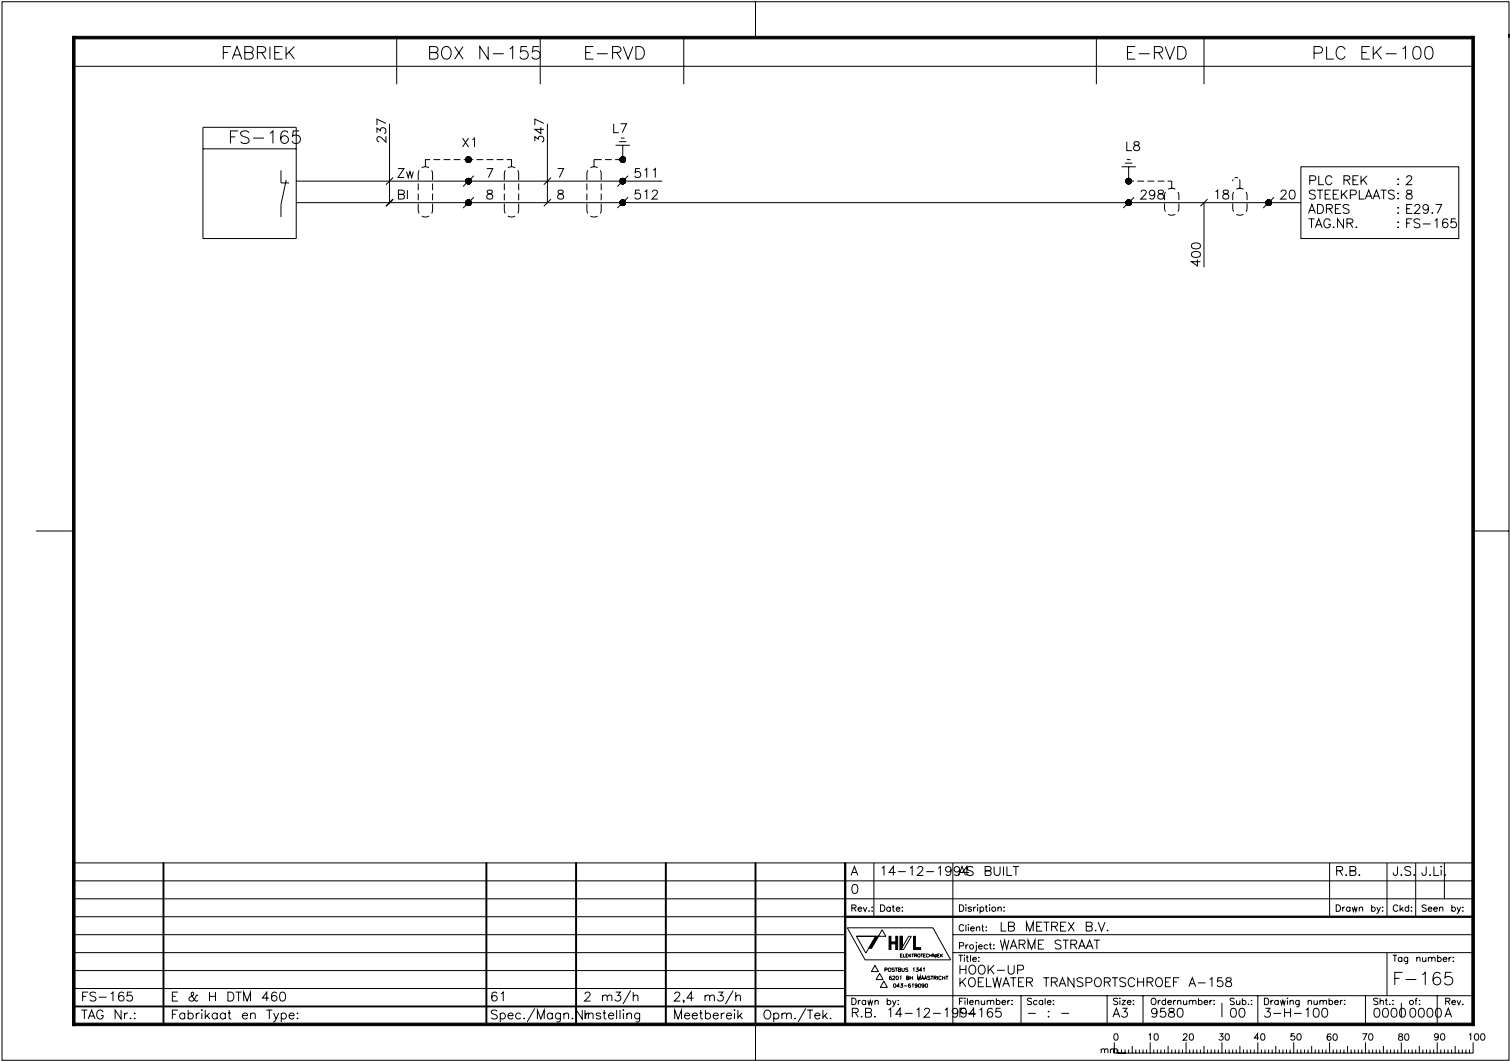 FABRIEK BOX N-155 E-RVD E-RVD PLC EK-100
FS-165
237
X1
347
L7
L8
Zw 7 7 511
Bl 8 8 512
298 18 20
400
PLC REK : 2
STEEKPLAATS: 8
ADRES : E29.7
TAG.NR. : FS-165
A 14-12-1994 AS BUILT R.B. J.S. J.Li.
0
Rev.: Date: Disription: Drawn by: Ckd: Seen by:
HVL
ELEKTROTECHNIEK
POSTBUS 1341
6201 BH MAASTRICHT
043-619090
Client: LB METREX B.V.
Project: WARME STRAAT
Title:
HOOK-UP
KOELWATER TRANSPORTSCHROEF A-158
Tag number:
F-165
Drawn by: Filenumber: Scale: Size: Ordernumber: Sub.: Drawing number: Sht.: of: Rev.
R.B. 14-12-1994 F-165 - : - A3 9580 00 3-H-100 0000 0000 A
FS-165 E & H DTM 460 61 2 m3/h 2,4 m3/h
TAG Nr.: Fabrikaat en Type: Spec./Magn.Nr. Instelling Meetbereik Opm./Tek.
mm 0 10 20 30 40 50 60 70 80 90 100